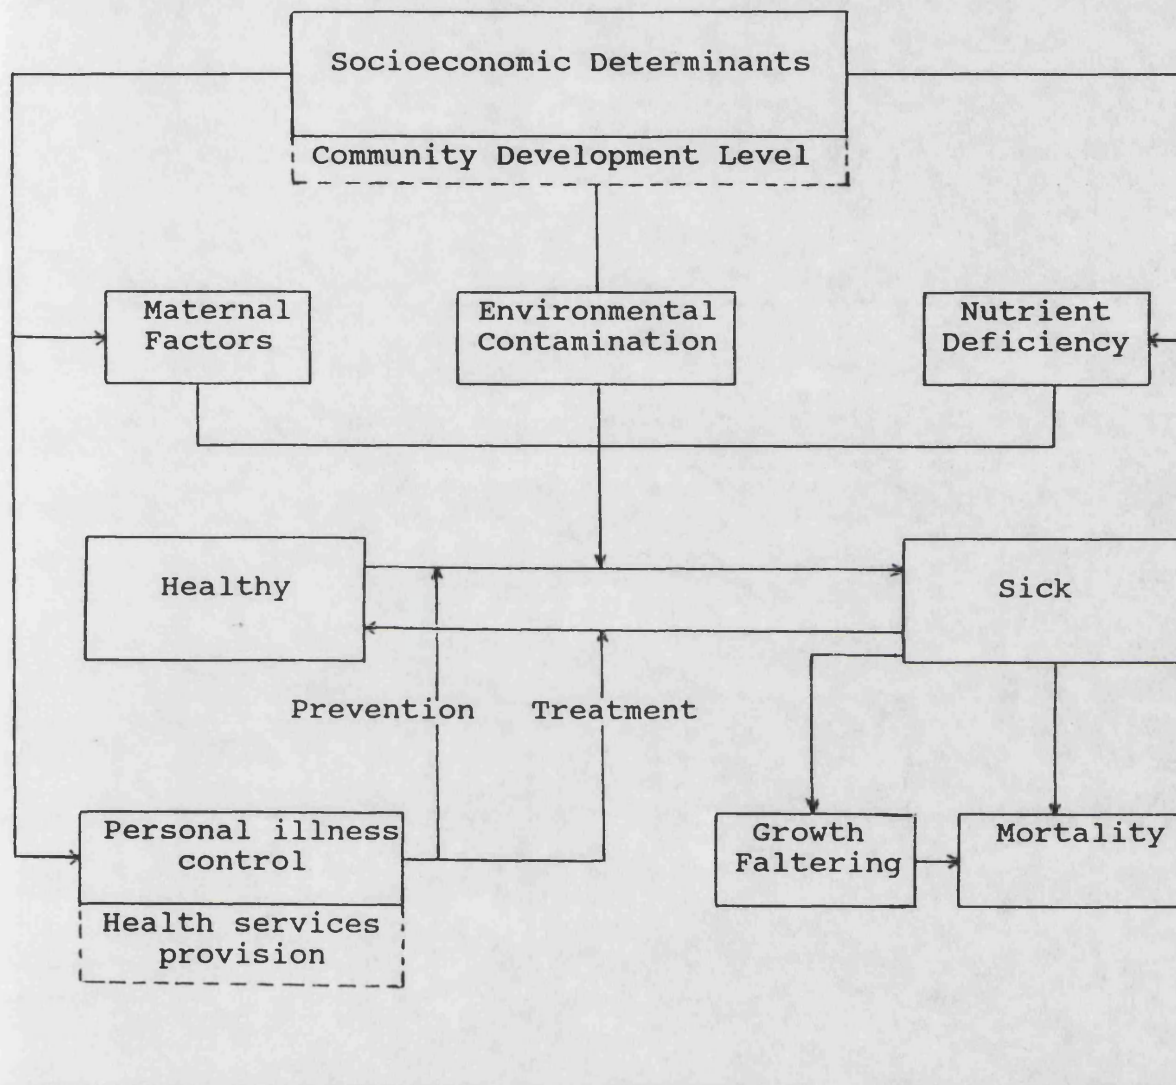 Socioeconomic Determinants
Community Development Level
Maternal
Factors
Environmental
Contamination
Nutrient
Deficiency
Healthy
Sick
Prevention
Treatment
Personal illness
control
Growth
Faltering
Mortality
Health services
provision